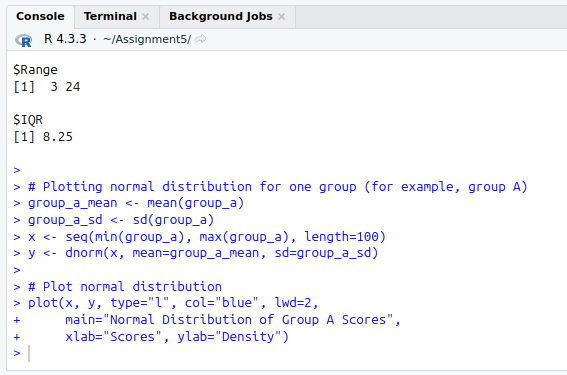 Console Terminal Background Jobs
R 4.3.3 · ~/Assignment5/
$Range
[1]  3 24
$IQR
[1] 8.25
>
> # Plotting normal distribution for one group (for example, group A)
> group_a_mean <- mean(group_a)
> group_a_sd <- sd(group_a)
> x <- seq(min(group_a), max(group_a), length=100)
> y <- dnorm(x, mean=group_a_mean, sd=group_a_sd)
>
> # Plot normal distribution
> plot(x, y, type="l", col="blue", lwd=2,
+      main="Normal Distribution of Group A Scores",
+      xlab="Scores", ylab="Density")
>